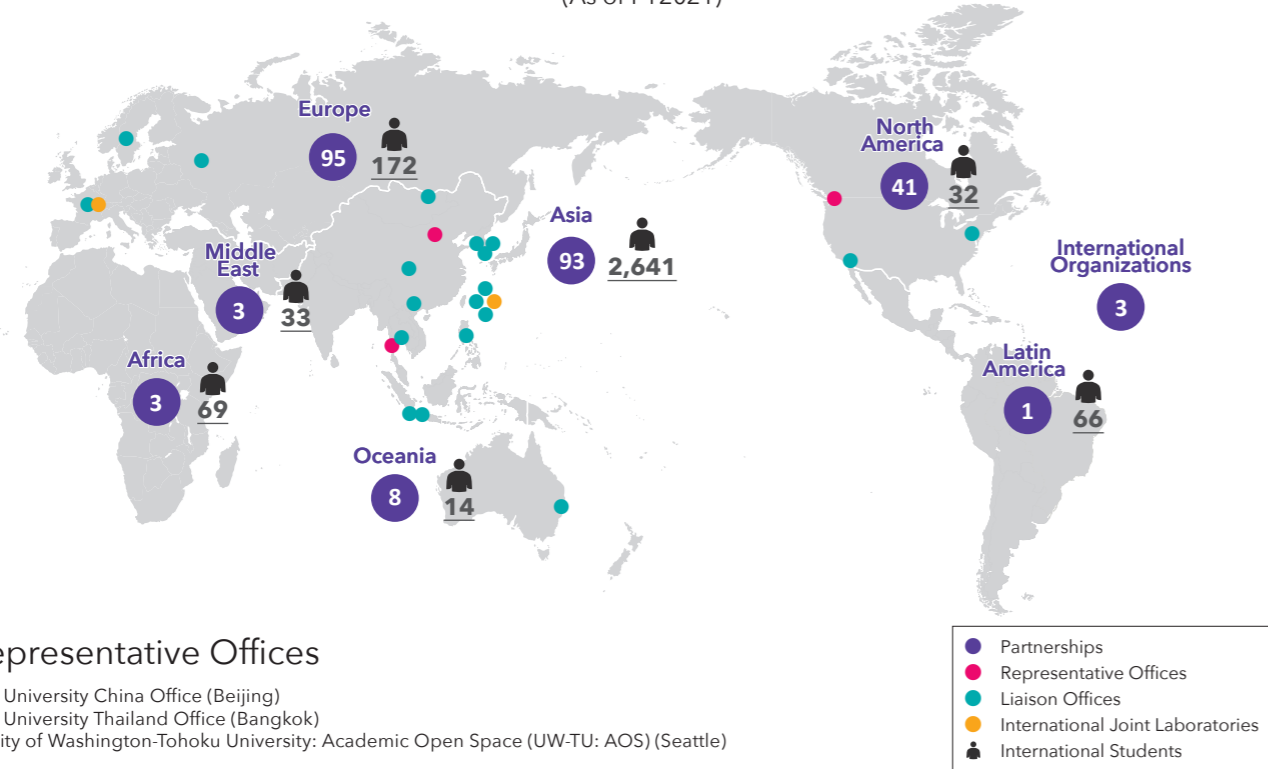 Europe
95
172
Asia
93
2,641
Middle
East
3
33
Africa
3
69
Oceania
8
14
North
America
41
32
International
Organizations
3
Latin
America
1
66
Representative Offices
University China Office (Beijing)
University Thailand Office (Bangkok)
of Washington-Tohoku University: Academic Open Space (UW-TU: AOS) (Seattle)
Partnerships
Representative Offices
Liaison Offices
International Joint Laboratories
International Students